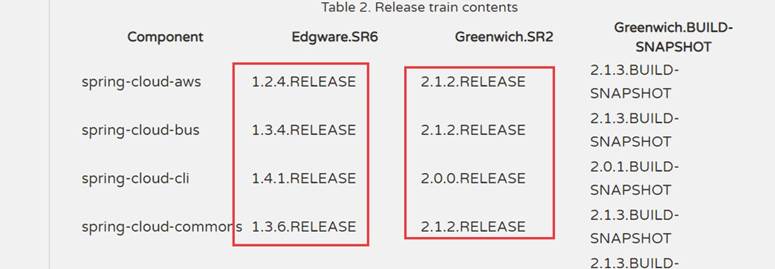 Table 2. Release train contents
Component Edgware.SR6 Greenwich.SR2 Greenwich.BUILD-
SNAPSHOT
spring-cloud-aws 1.2.4.RELEASE 2.1.2.RELEASE 2.1.3.BUILD-
SNAPSHOT
spring-cloud-bus 1.3.4.RELEASE 2.1.2.RELEASE 2.1.3.BUILD-
SNAPSHOT
spring-cloud-cli 1.4.1.RELEASE 2.0.0.RELEASE 2.0.1.BUILD-
SNAPSHOT
spring-cloud-commons 1.3.6.RELEASE 2.1.2.RELEASE 2.1.3.BUILD-
SNAPSHOT
2.1.3.BUILD-